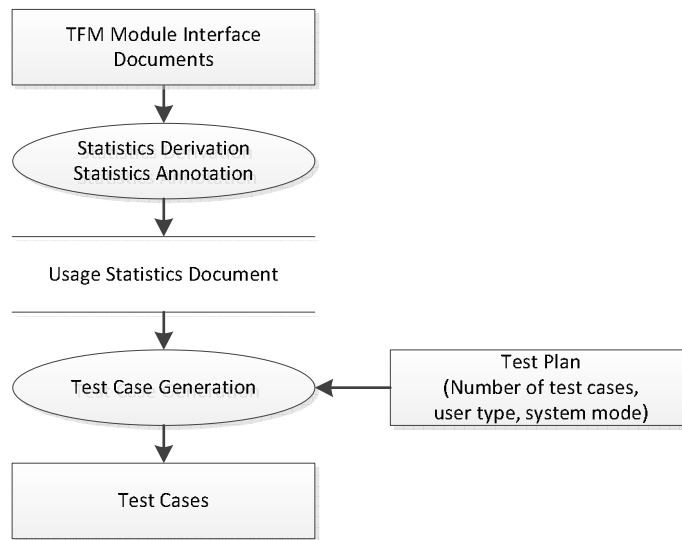 TFM Module Interface
Documents
Statistics Derivation
Statistics Annotation
Usage Statistics Document
Test Case Generation
Test Plan
(Number of test cases,
user type, system mode)
Test Cases